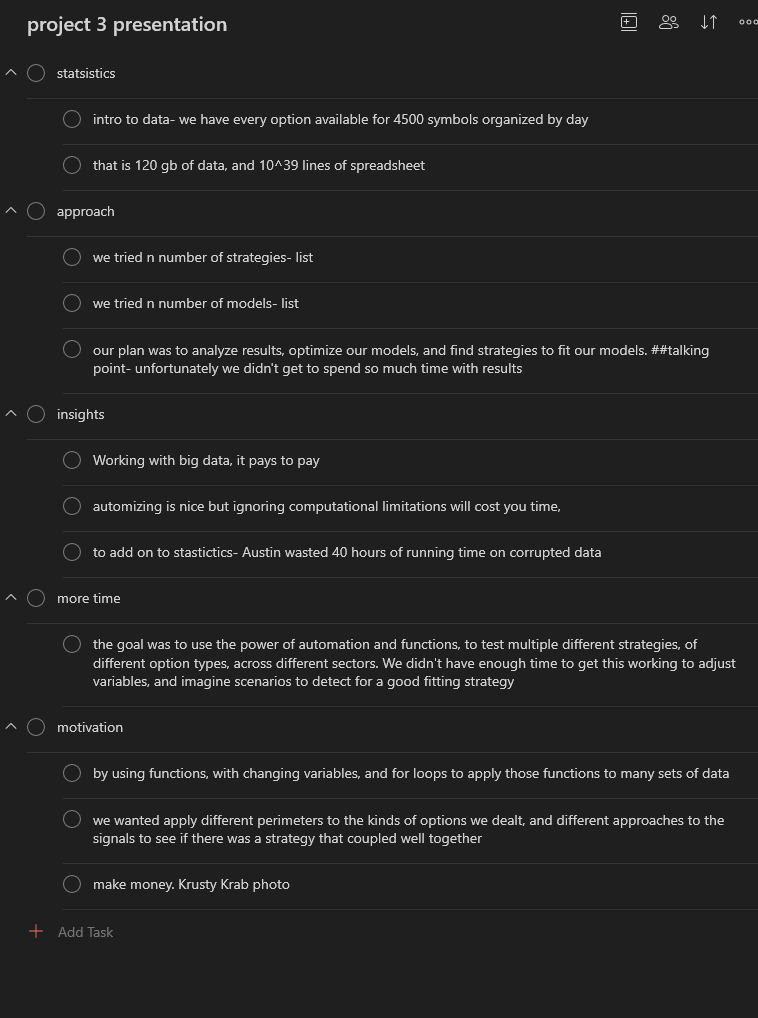 project 3 presentation
statsistics
intro to data- we have every option available for 4500 symbols organized by day
that is 120 gb of data, and 10^39 lines of spreadsheet
approach
we tried n number of strategies- list
we tried n number of models- list
our plan was to analyze results, optimize our models, and find strategies to fit our models. ##talking
point- unfortunately we didn't get to spend so much time with results
insights
Working with big data, it pays to pay
automizing is nice but ignoring computational limitations will cost you time,
to add on to stastictics- Austin wasted 40 hours of running time on corrupted data
more time
the goal was to use the power of automation and functions, to test multiple different strategies, of
different option types, across different sectors. We didn't have enough time to get this working to adjust
variables, and imagine scenarios to detect for a good fitting strategy
motivation
by using functions, with changing variables, and for loops to apply those functions to many sets of data
we wanted apply different perimeters to the kinds of options we dealt, and different approaches to the
signals to see if there was a strategy that coupled well together
make money. Krusty Krab photo
Add Task